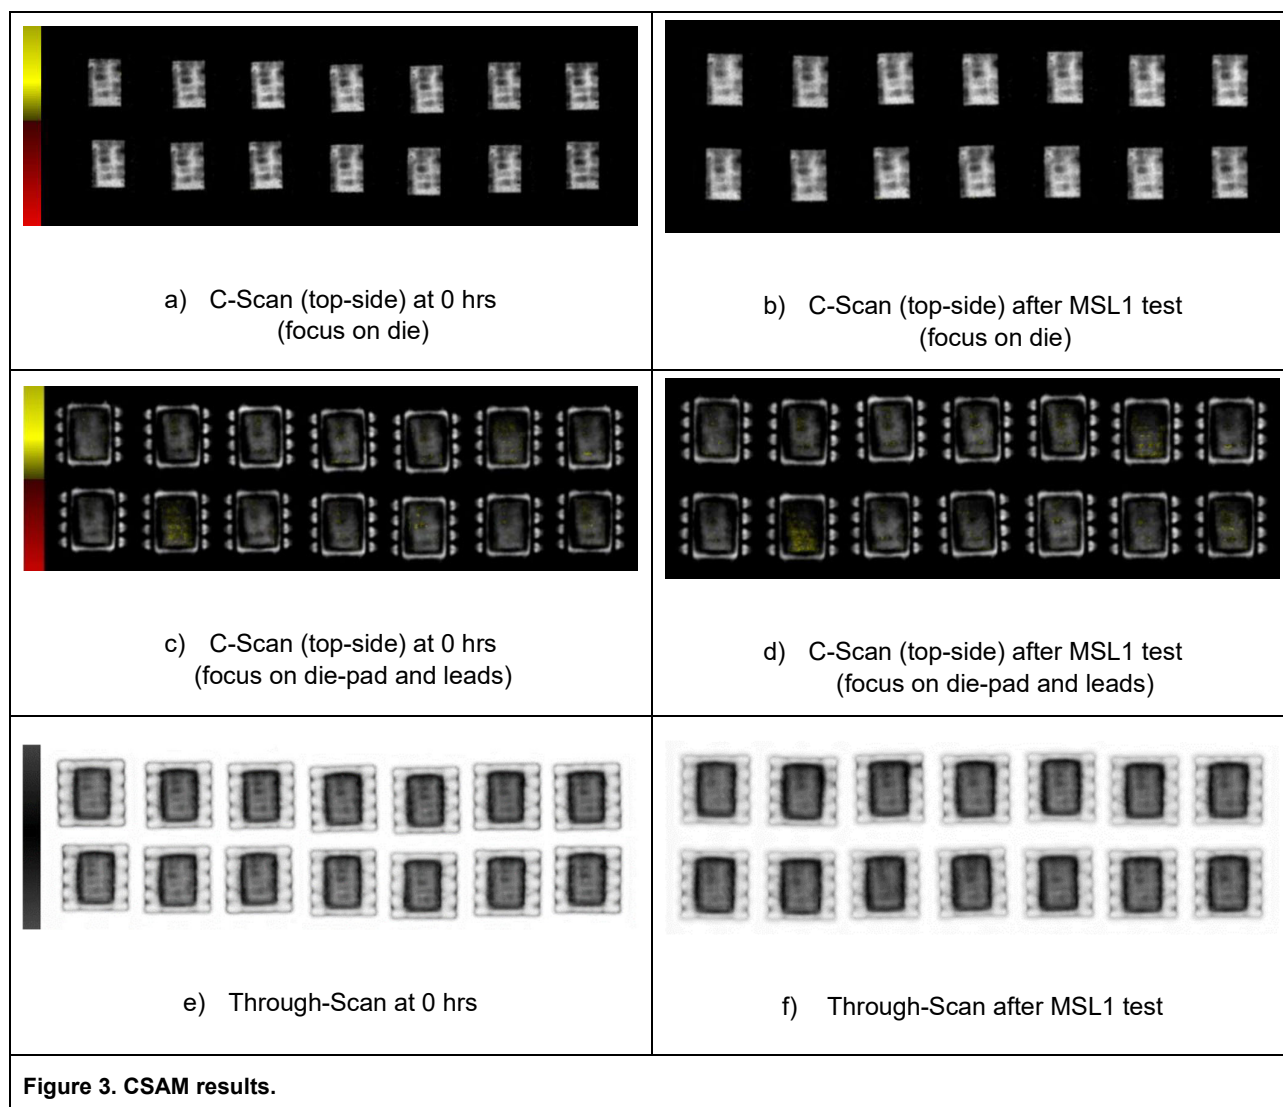 a) C-Scan (top-side) at 0 hrs
(focus on die)
b) C-Scan (top-side) after MSL1 test
(focus on die)
c) C-Scan (top-side) at 0 hrs
(focus on die-pad and leads)
d) C-Scan (top-side) after MSL1 test
(focus on die-pad and leads)
e) Through-Scan at 0 hrs
f) Through-Scan after MSL1 test
Figure 3. CSAM results.